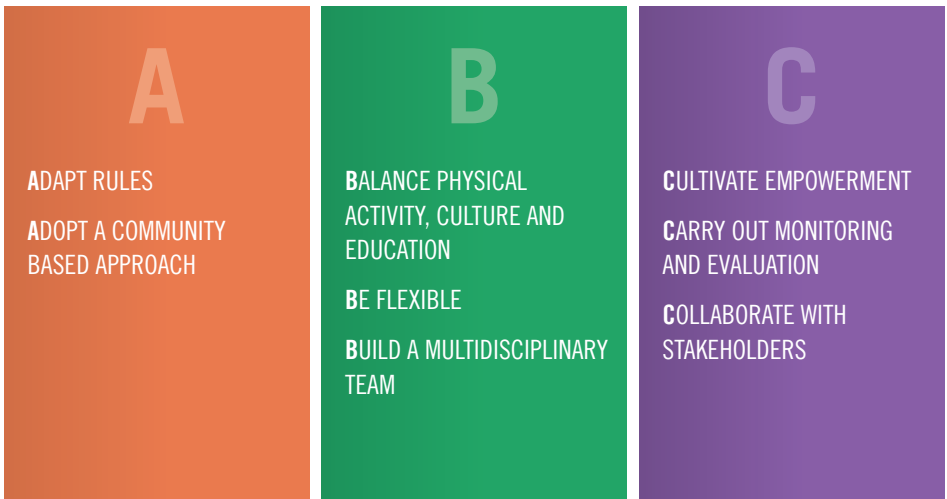 A
ADAPT RULES
ADOPT A COMMUNITY
BASED APPROACH
B
BALANCE PHYSICAL
ACTIVITY, CULTURE AND
EDUCATION
BE FLEXIBLE
BUILD A MULTIDISCIPLINARY
TEAM
C
CULTIVATE EMPOWERMENT
CARRY OUT MONITORING
AND EVALUATION
COLLABORATE WITH
STAKEHOLDERS